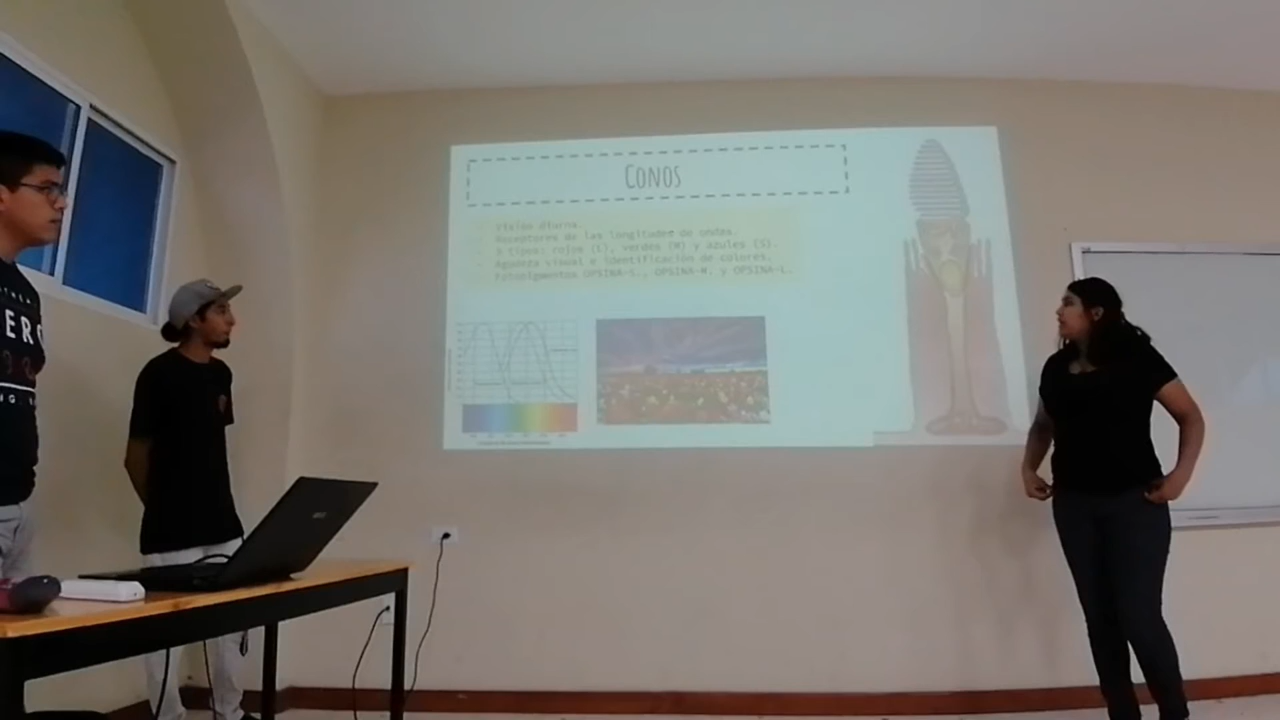 Conos
- Visión diurna.
- Receptores de las longitudes de ondas.
- 3 tipos: rojos (L), verdes (M) y azules (S).
- Agudeza visual e identificación de colores.
- Fotopigmentos OPSINA-S, OPSINA-M, y OPSINA-L.
ERS